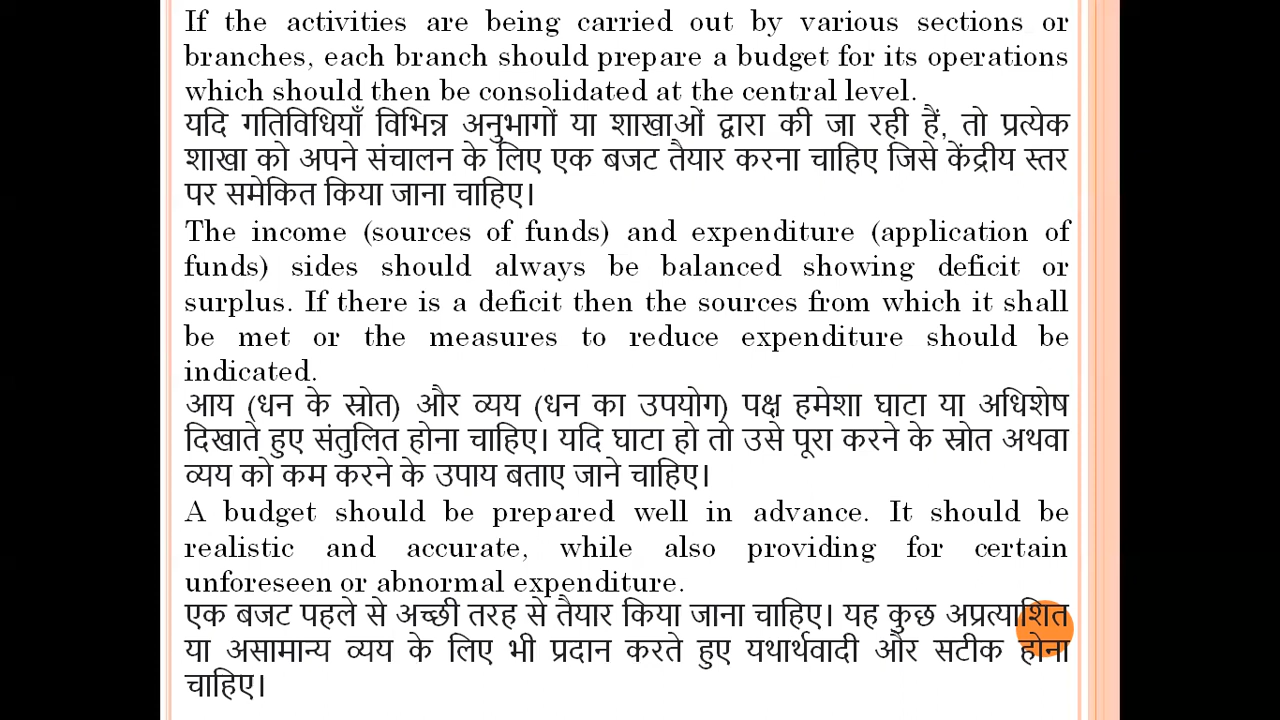 If the activities are being carried out by various sections or
branches, each branch should prepare a budget for its operations
which should then be consolidated at the central level.
यदि गतिविधियाँ विभिन्न अनुभागों या शाखाओं द्वारा की जा रही हैं, तो प्रत्येक
शाखा को अपने संचालन के लिए एक बजट तैयार करना चाहिए जिसे केंद्रीय स्तर
पर समेकित किया जाना चाहिए।
The income (sources of funds) and expenditure (application of
funds) sides should always be balanced showing deficit or
surplus. If there is a deficit then the sources from which it shall
be met or the measures to reduce expenditure should be
indicated.
आय (धन के स्रोत) और व्यय (धन का उपयोग) पक्ष हमेशा घाटा या अधिशेष
दिखाते हुए संतुलित होना चाहिए। यदि घाटा हो तो उसे पूरा करने के स्रोत अथवा
व्यय को कम करने के उपाय बताए जाने चाहिए।
A budget should be prepared well in advance. It should be
realistic and accurate, while also providing for certain
unforeseen or abnormal expenditure.
एक बजट पहले से अच्छी तरह से तैयार किया जाना चाहिए। यह कुछ अप्रत्याशित
या असामान्य व्यय के लिए भी प्रदान करते हुए यथार्थवादी और सटीक होना
चाहिए।